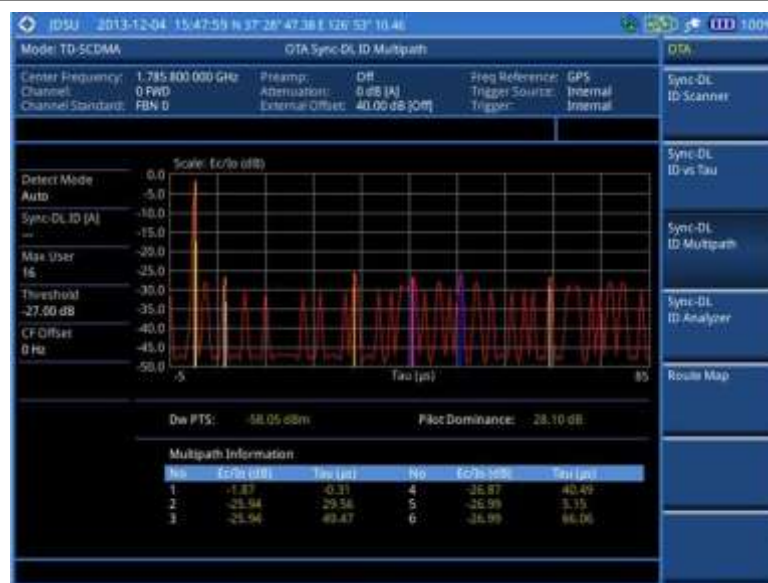 JDSU 2013-12-04 15:47:59 N 37° 26' 47.38 E 126° 53" 10.46 100%
Mode: TD-SCDMA OTA Sync-DL ID Multipath OTA
Center Frequency: 1.785 800 000 GHz Preamp: Off Freq Reference: GPS
Channel: 0 FWD Attenuation: 0 dB [A] Trigger Source: Internal
Channel Standard: FBN 0 External Offset: 40.00 dB [Off] Trigger: Internal
Sync-DL
ID Scanner
Sync-DL
ID vs Tau
Sync-DL
ID Multipath
Sync-DL
ID Analyzer
Route Map
Detect Mode
Auto
Sync-DL ID [A]
---
Max User
16
Threshold
-27.00 dB
CF Offset
0 Hz
Scale: Ec/Io (dB)
0.0
-5.0
-10.0
-15.0
-20.0
-25.0
-30.0
-35.0
-40.0
-45.0
-50.0
-5 Tau (µs) 85
Dw PTS: -58.05 dBm Pilot Dominance: 28.10 dB
Multipath Information
No Ec/Io (dB) Tau (µs) No Ec/Io (dB) Tau (µs)
1 -1.87 -0.31 4 -26.87 40.49
2 -25.94 29.56 5 -26.99 5.15
3 -25.94 49.47 6 -26.99 66.06